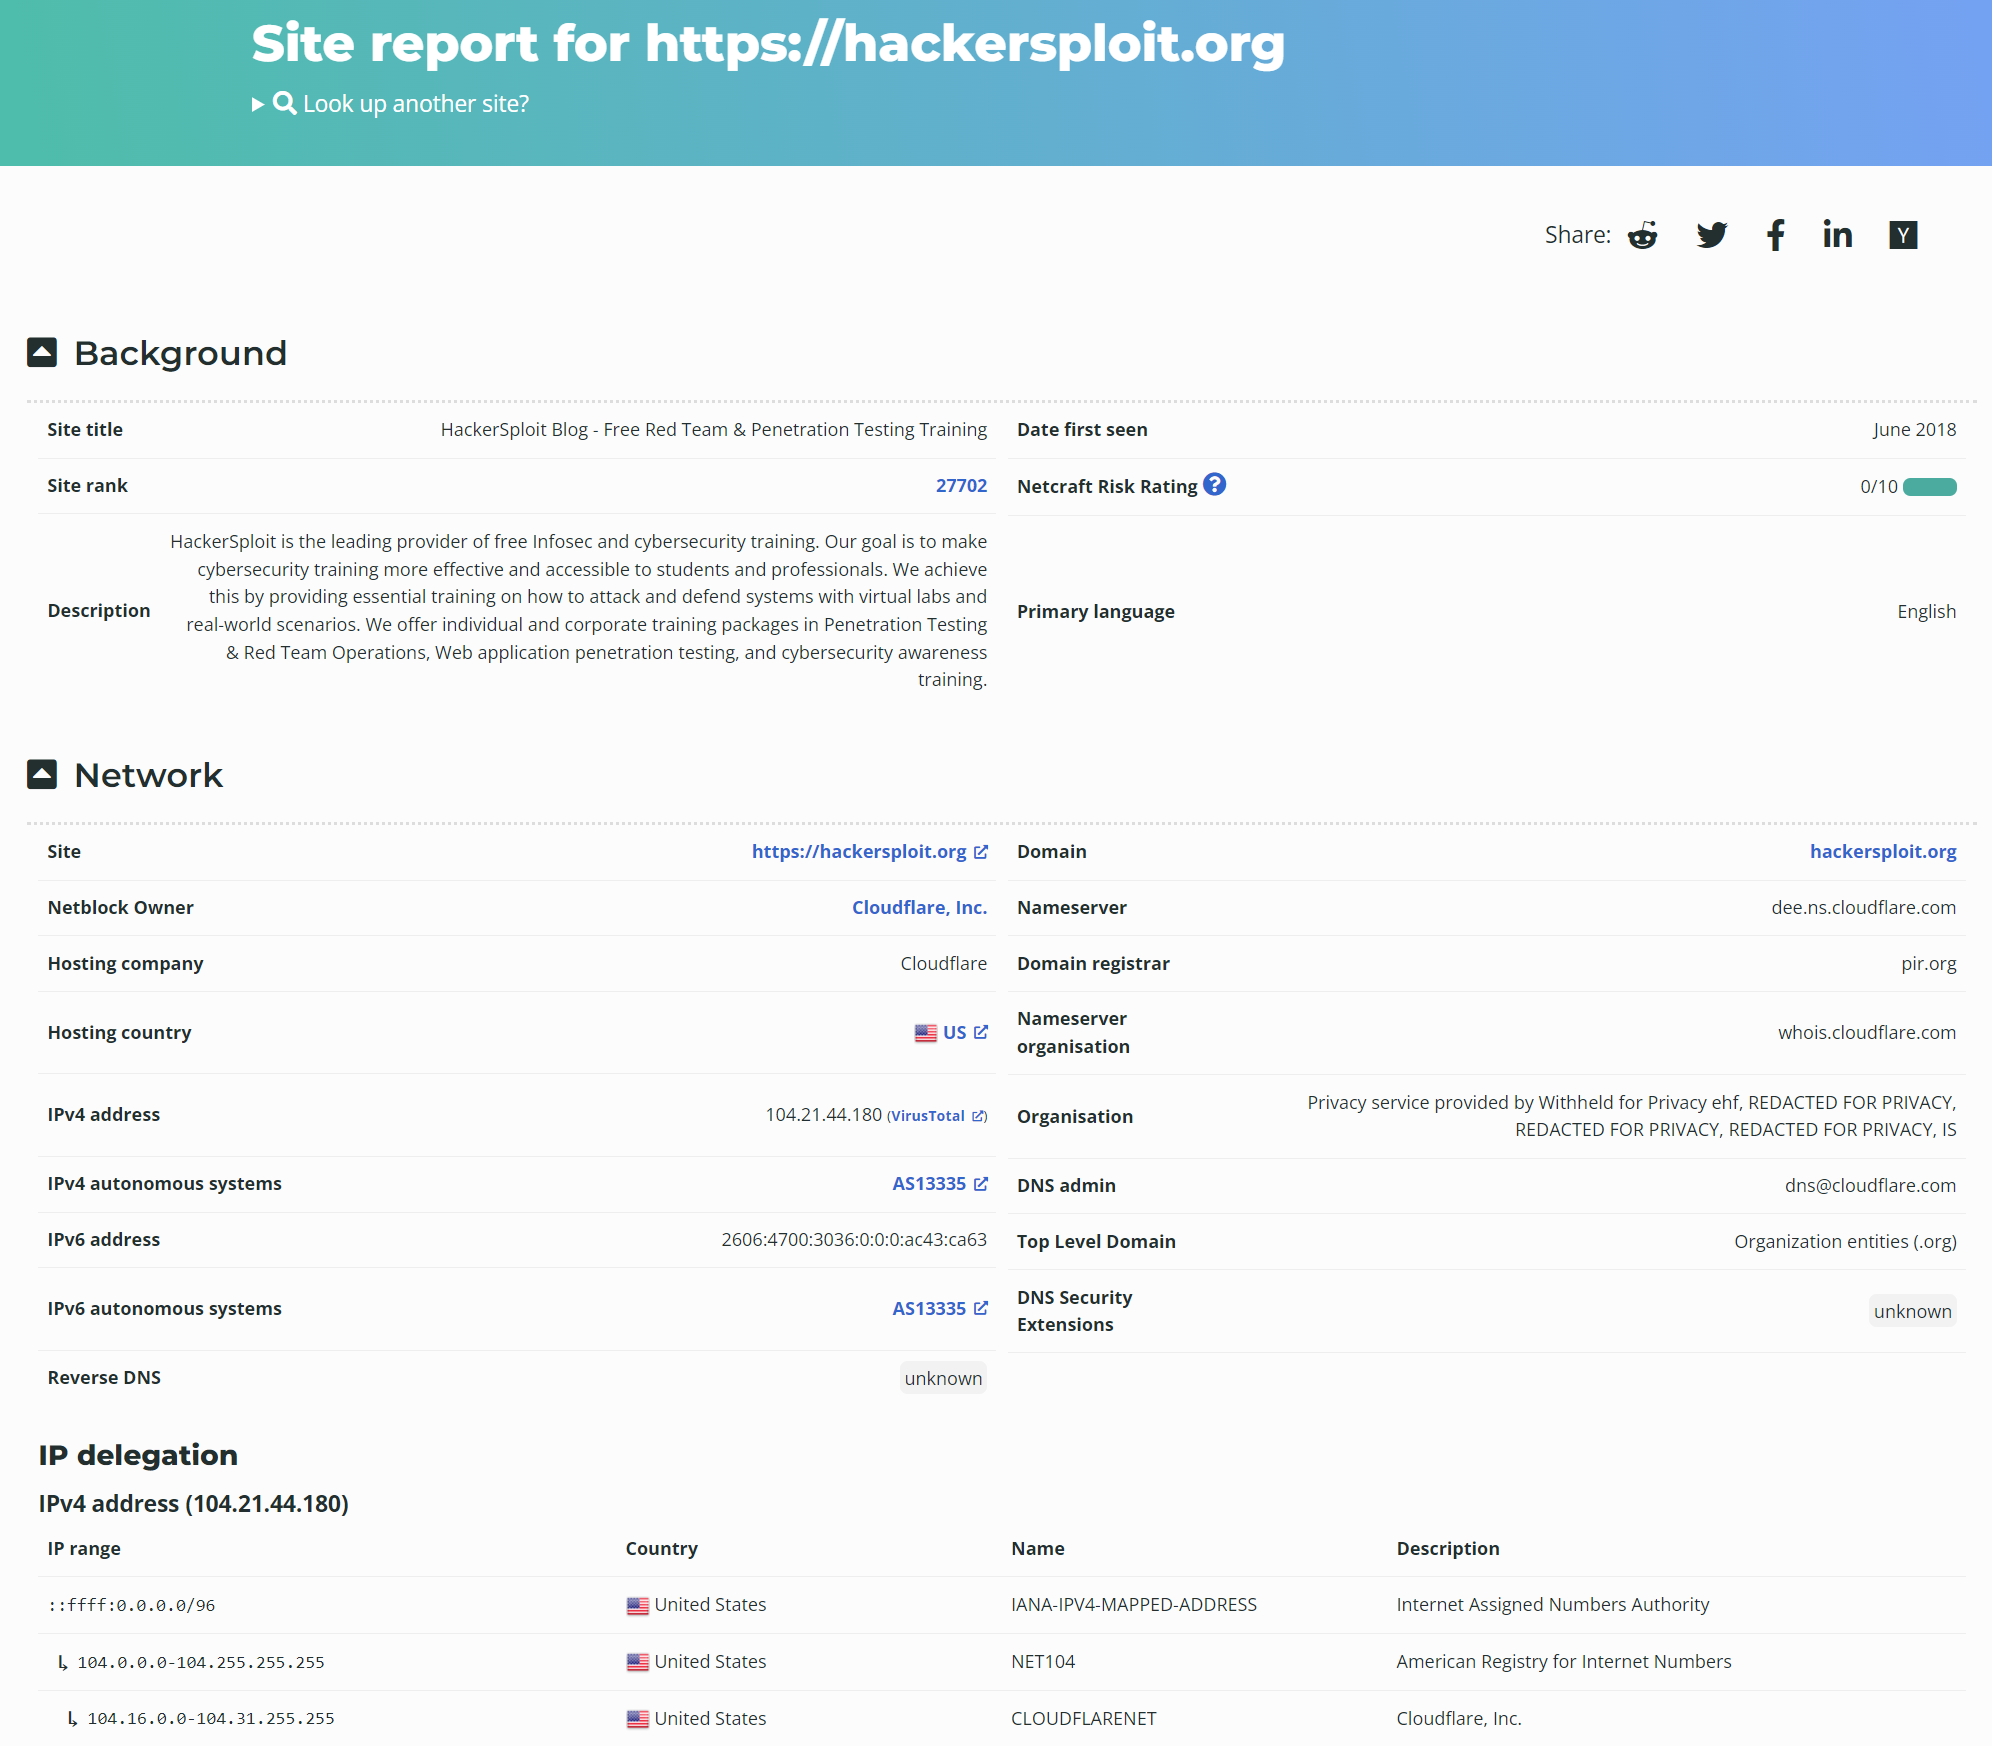 Site report for https://hackersploit.org
Look up another site?
Share:
Y
Background
Site title
HackerSploit Blog - Free Red Team & Penetration Testing Training
Date first seen
June 2018
Site rank
27702
Netcraft Risk Rating ?
0/10
Description
HackerSploit is the leading provider of free Infosec and cybersecurity training. Our goal is to make
cybersecurity training more effective and accessible to students and professionals. We achieve
this by providing essential training on how to attack and defend systems with virtual labs and
real-world scenarios. We offer individual and corporate training packages in Penetration Testing
& Red Team Operations, Web application penetration testing, and cybersecurity awareness
training.
Primary language
English
Network
Site
https://hackersploit.org
Domain
hackersploit.org
Netblock Owner
Cloudflare, Inc.
Nameserver
dee.ns.cloudflare.com
Hosting company
Cloudflare
Domain registrar
pir.org
Hosting country
US
Nameserver
organisation
whois.cloudflare.com
IPv4 address
104.21.44.180 (VirusTotal)
Organisation
Privacy service provided by Withheld for Privacy ehf, REDACTED FOR PRIVACY,
REDACTED FOR PRIVACY, REDACTED FOR PRIVACY, IS
IPv4 autonomous systems
AS13335
DNS admin
dns@cloudflare.com
IPv6 address
2606:4700:3036:0:0:0:ac43:ca63
Top Level Domain
Organization entities (.org)
IPv6 autonomous systems
AS13335
DNS Security
Extensions
unknown
Reverse DNS
unknown
IP delegation
IPv4 address (104.21.44.180)
IP range Country Name Description
::ffff:0.0.0.0/96 United States IANA-IPV4-MAPPED-ADDRESS Internet Assigned Numbers Authority
↳ 104.0.0.0-104.255.255.255 United States NET104 American Registry for Internet Numbers
↳ 104.16.0.0-104.31.255.255 United States CLOUDFLARENET Cloudflare, Inc.